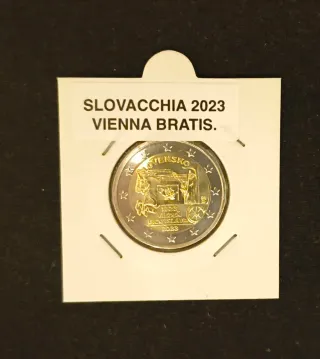 SLOVACCHIA 2023
VIENNA BRATIS.
SLOVENSKO
2023